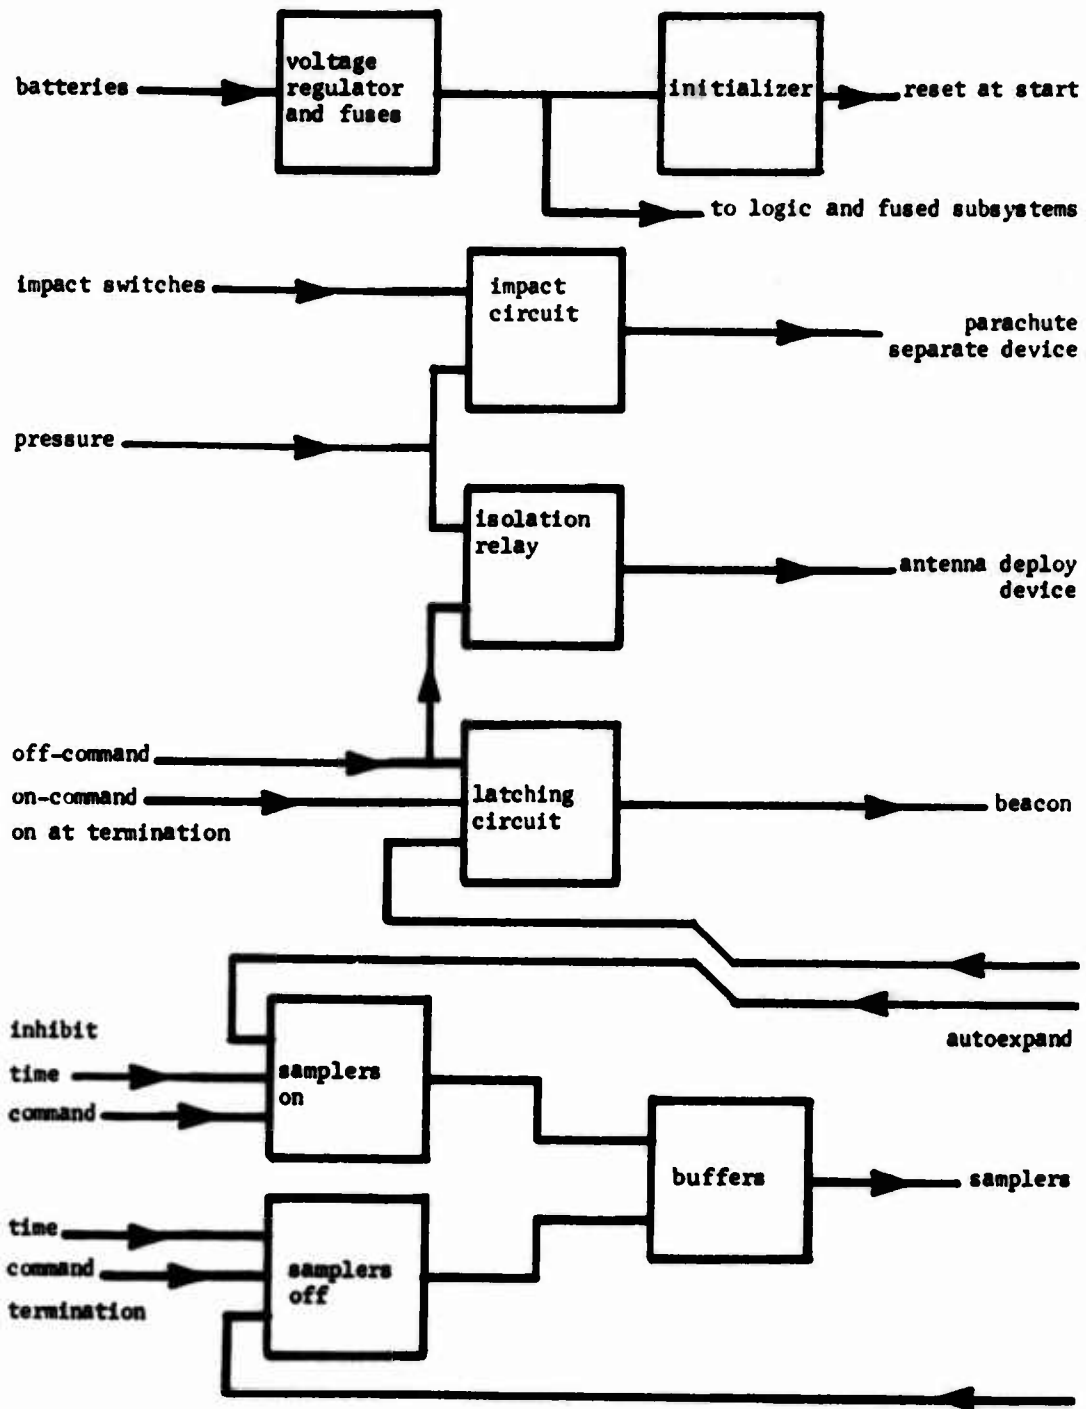 batteries
voltage
regulator
and fuses
initializer
reset at start
to logic and fused subsystems
impact switches
impact
circuit
parachute
separate device
pressure
isolation
relay
antenna deploy
device
off-command
on-command
on at termination
latching
circuit
beacon
autoexpand
inhibit
time
command
samplers
on
buffers
samplers
time
command
termination
samplers
off